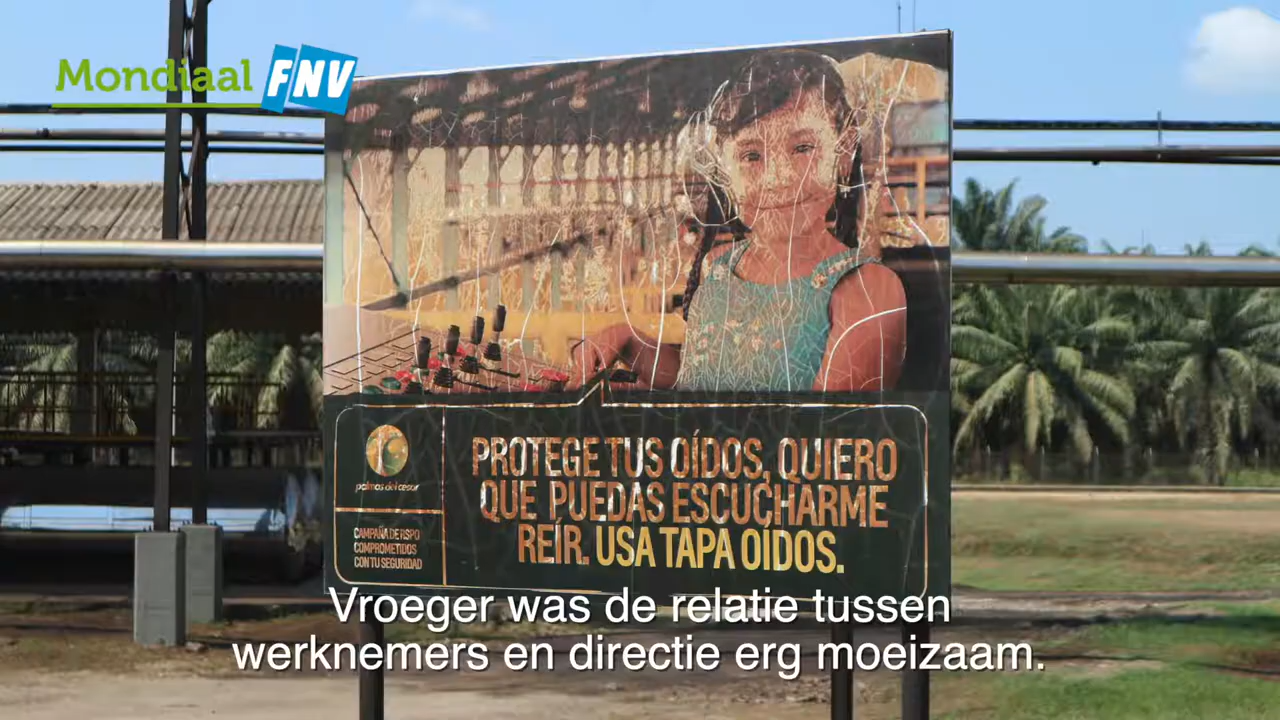 Mondiaal FNV
PROTEGE TUS OÍDOS, QUIERO
QUE PUEDAS ESCUCHARME
REÍR. USA TAPA OÍDOS.
palmas del cesar
CAMPAÑA DE RSPO
COMPROMETIDOS
CON TU SEGURIDAD
Vroeger was de relatie tussen
werknemers en directie erg moeizaam.